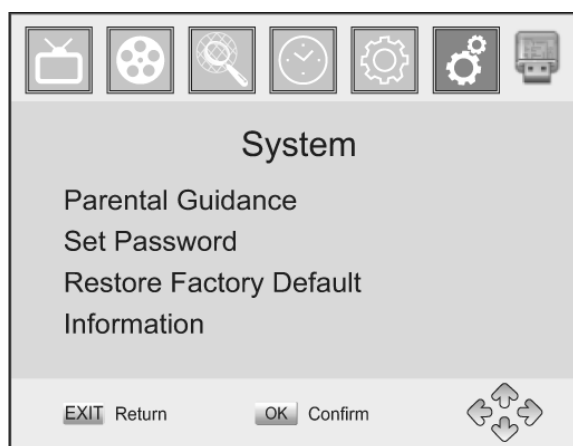 System
Parental Guidance
Set Password
Restore Factory Default
Information
EXIT Return OK Confirm